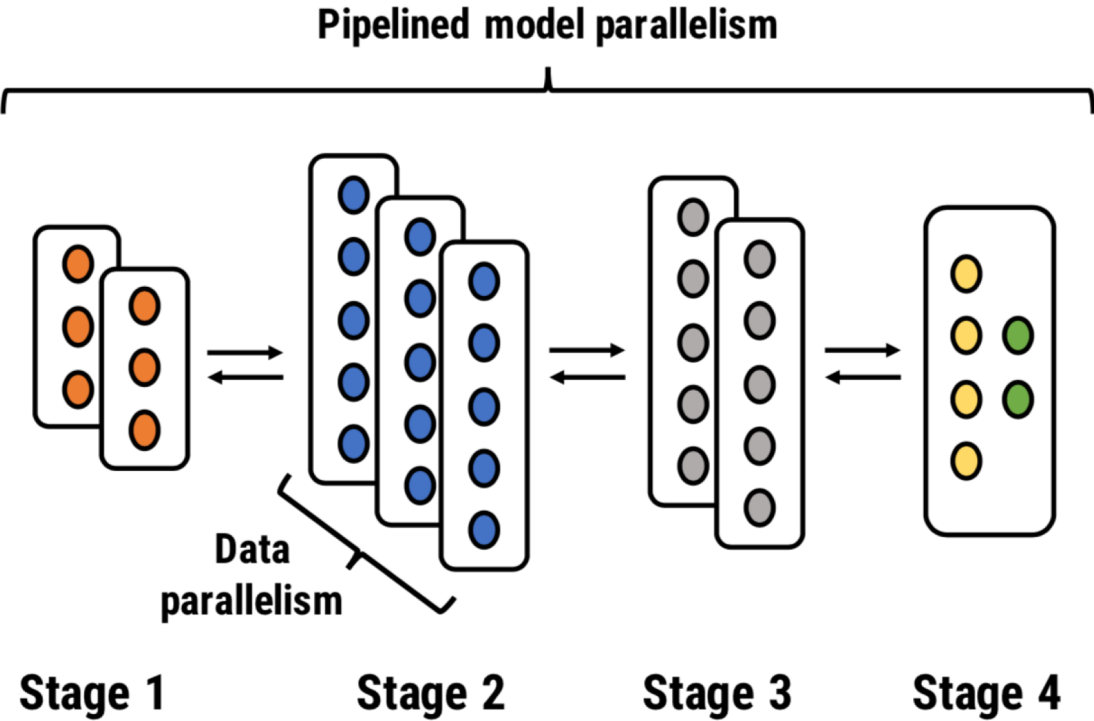 Pipelined model parallelism
Data
parallelism
Stage 1
Stage 2
Stage 3
Stage 4